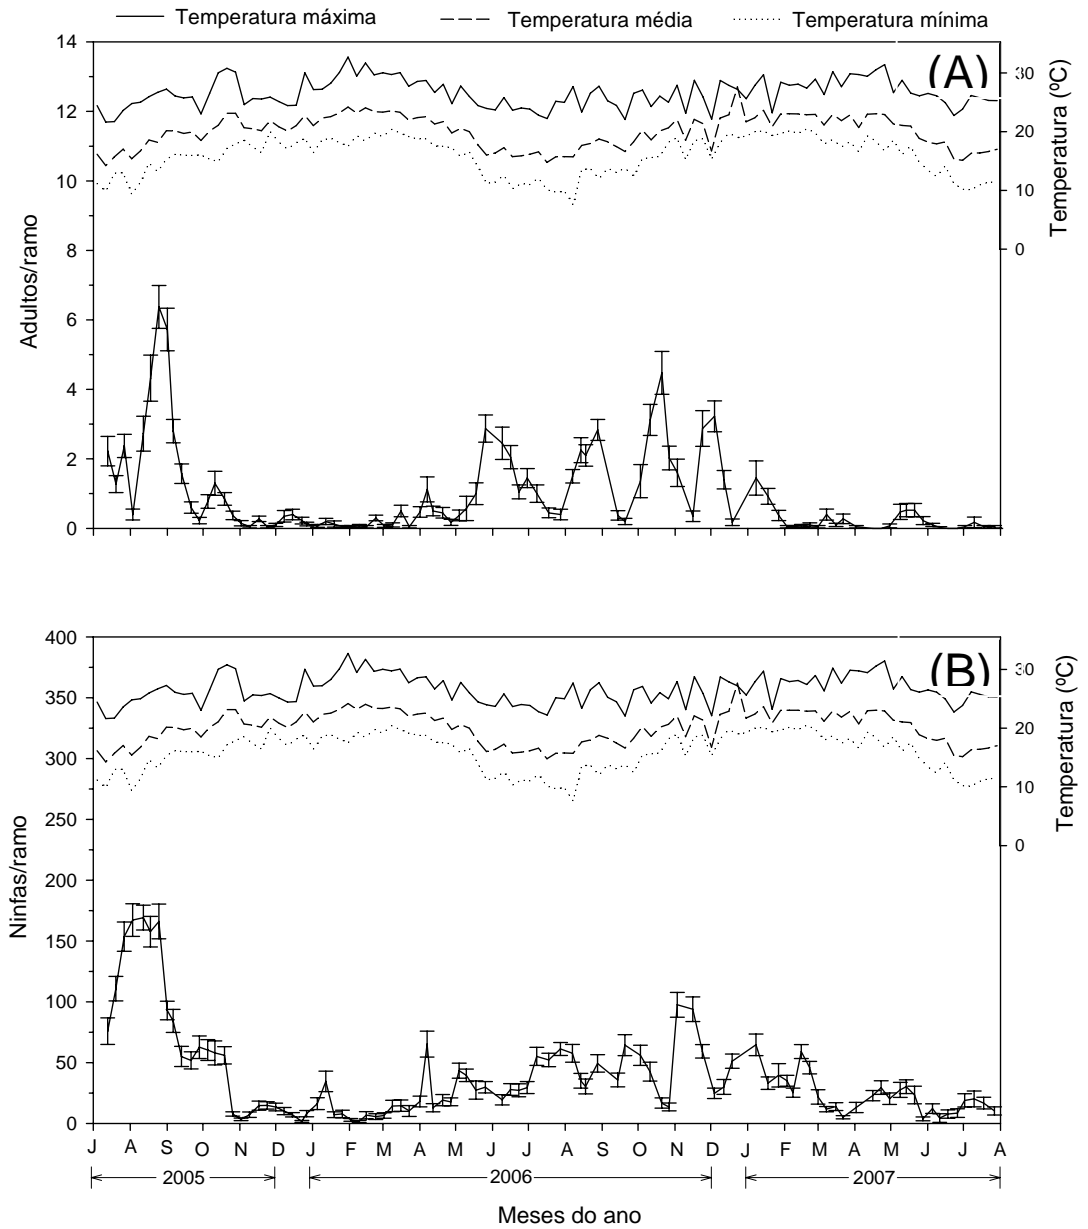 Temperatura máxima Temperatura média Temperatura mínima
(A)
14
12
10
8
6
4
2
0
Adultos/ramo
30
20
10
0
Temperatura (ºC)
(B)
400
350
300
250
200
150
100
50
0
Ninfas/ramo
30
20
10
0
Temperatura (ºC)
J A S O N D J F M A M J J A S O N D J F M A M J J A
2005 2006 2007
Meses do ano